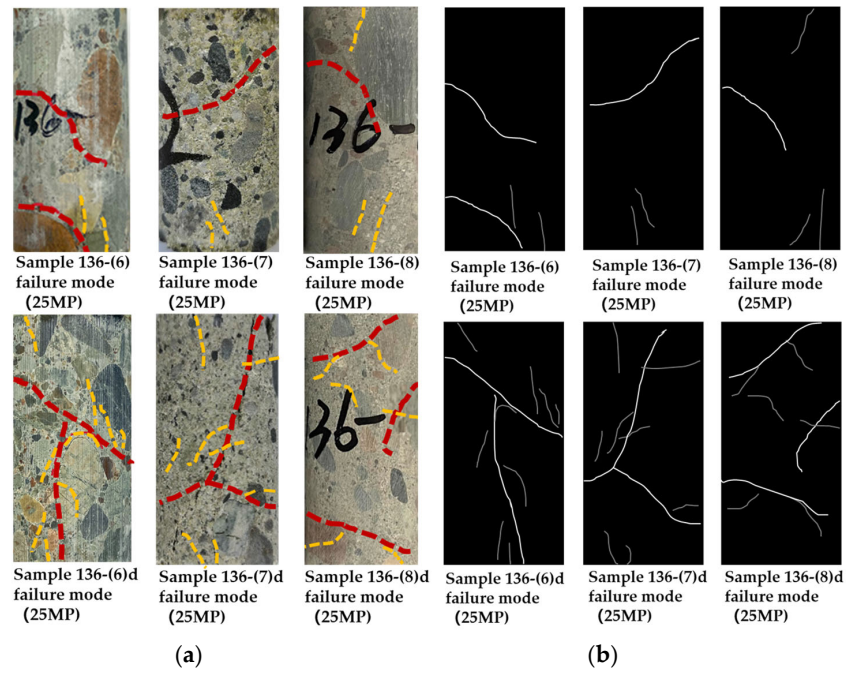 136-
136-
Sample 136-(6)
failure mode
(25MP)
Sample 136-(7)
failure mode
(25MP)
Sample 136-(8)
failure mode
(25MP)
Sample 136-(6)
failure mode
(25MP)
Sample 136-(7)
failure mode
(25MP)
Sample 136-(8)
failure mode
(25MP)
136-
Sample 136-(6)d
failure mode
(25MP)
Sample 136-(7)d
failure mode
(25MP)
Sample 136-(8)d
failure mode
(25MP)
Sample 136-(6)d
failure mode
(25MP)
Sample 136-(7)d
failure mode
(25MP)
Sample 136-(8)d
failure mode
(25MP)
(a)
(b)